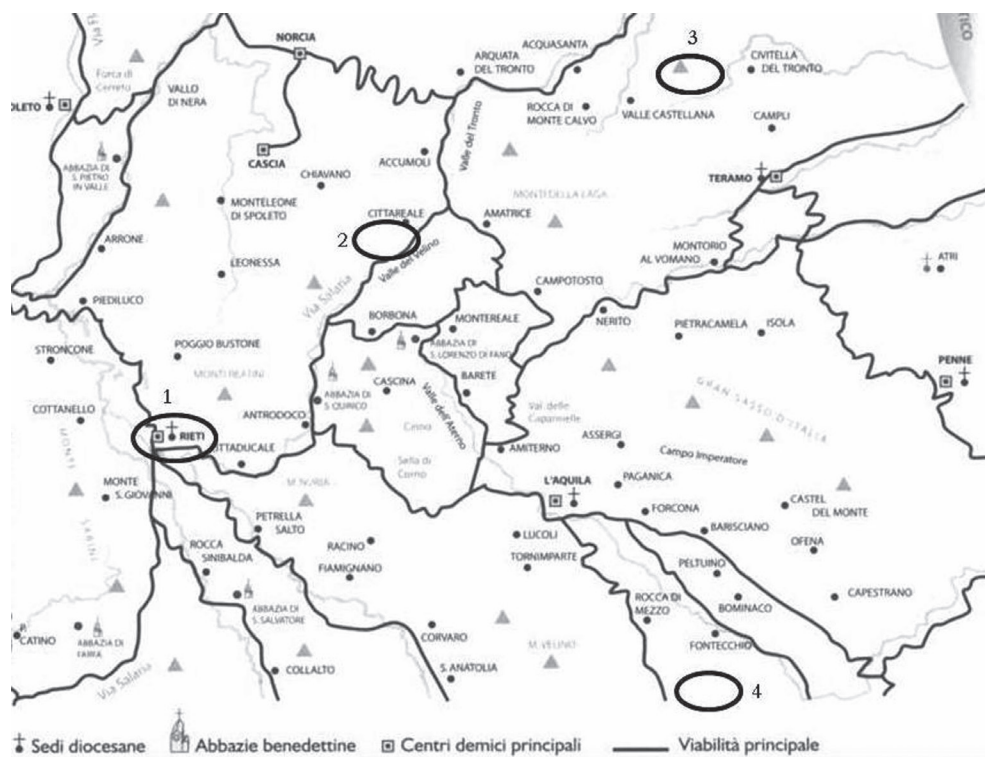 3
NORCIA
ACQUASANTA
ARQUATA
DEL TRONTO
CIVITELLA
DEL TRONTO
Forca di
Cerreto
VALLO
DI NERA
OLETO
ROCCA DI
MONTE CALVO
VALLE CASTELLANA
CAMPLI
Valle del Tronto
CASCIA
ACCUMOLI
ABBAZIA DI
S. PIETRO
IN VALLE
CHIAVANO
TERAMO
MONTI DELLA LAGA
MONTELEONE
DI SPOLETO
CITTAREALE
AMATRICE
2
ARRONE
Valle del Velino
MONTORIO
AL VOMANO
ATRI
LEONESSA
Via Salaria
CAMPOTOSTO
PIEDILUCO
BORBONA
MONTEREALE
NERITO
PIETRACAMELA
ISOLA
STRONCONE
POGGIO BUSTONE
ABBAZIA DI
S. LORENZO DI FANO
PENNE
MONTI REATINI
CASCINA
BARETE
1
ABBAZIA DI
S. QUIRICO
GRAN SASSO D'ITALIA
COTTANELLO
ANTRODOCO
Valle dell'Aterno
Val. delle
Capannelle
RIETI
ASSERGI
MONTI
SABINI
TTADUCALE
AMITERNO
Campo Imperatore
Sella di
Corno
MONTE
S. GIOVANNI
M. NURIA
L'AQUILA
PAGANICA
CASTEL
DEL MONTE
PETRELLA
SALTO
FORCONA
BARISCIANO
ROCCA
SINIBALDA
RACINO
LUCOLI
OFENA
FIAMIGNANO
TORNIMPARTE
PELTUINO
ABBAZIA DI
S. SALVATORE
ROCCA DI
MEZZO
BOMINACO
CAPESTRANO
CATINO
ABBAZIA DI
FARFA
CORVARO
FONTECCHIO
M. VELINO
COLLALTO
S. ANATOLIA
Via Salaria
4
Sedi diocesane
Abbazie benedettine
Centri demici principali
Viabilità principale